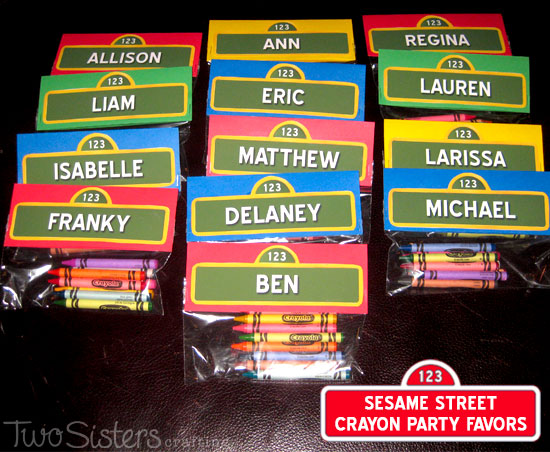 123
ALLISON
123
ANN
123
REGINA
123
LIAM
123
ERIC
123
LAUREN
123
ISABELLE
123
MATTHEW
123
LARISSA
123
FRANKY
123
DELANEY
123
MICHAEL
123
BEN
Crayola
Crayola
Crayola
123
SESAME STREET
CRAYON PARTY FAVORS
TwoSisters crafting